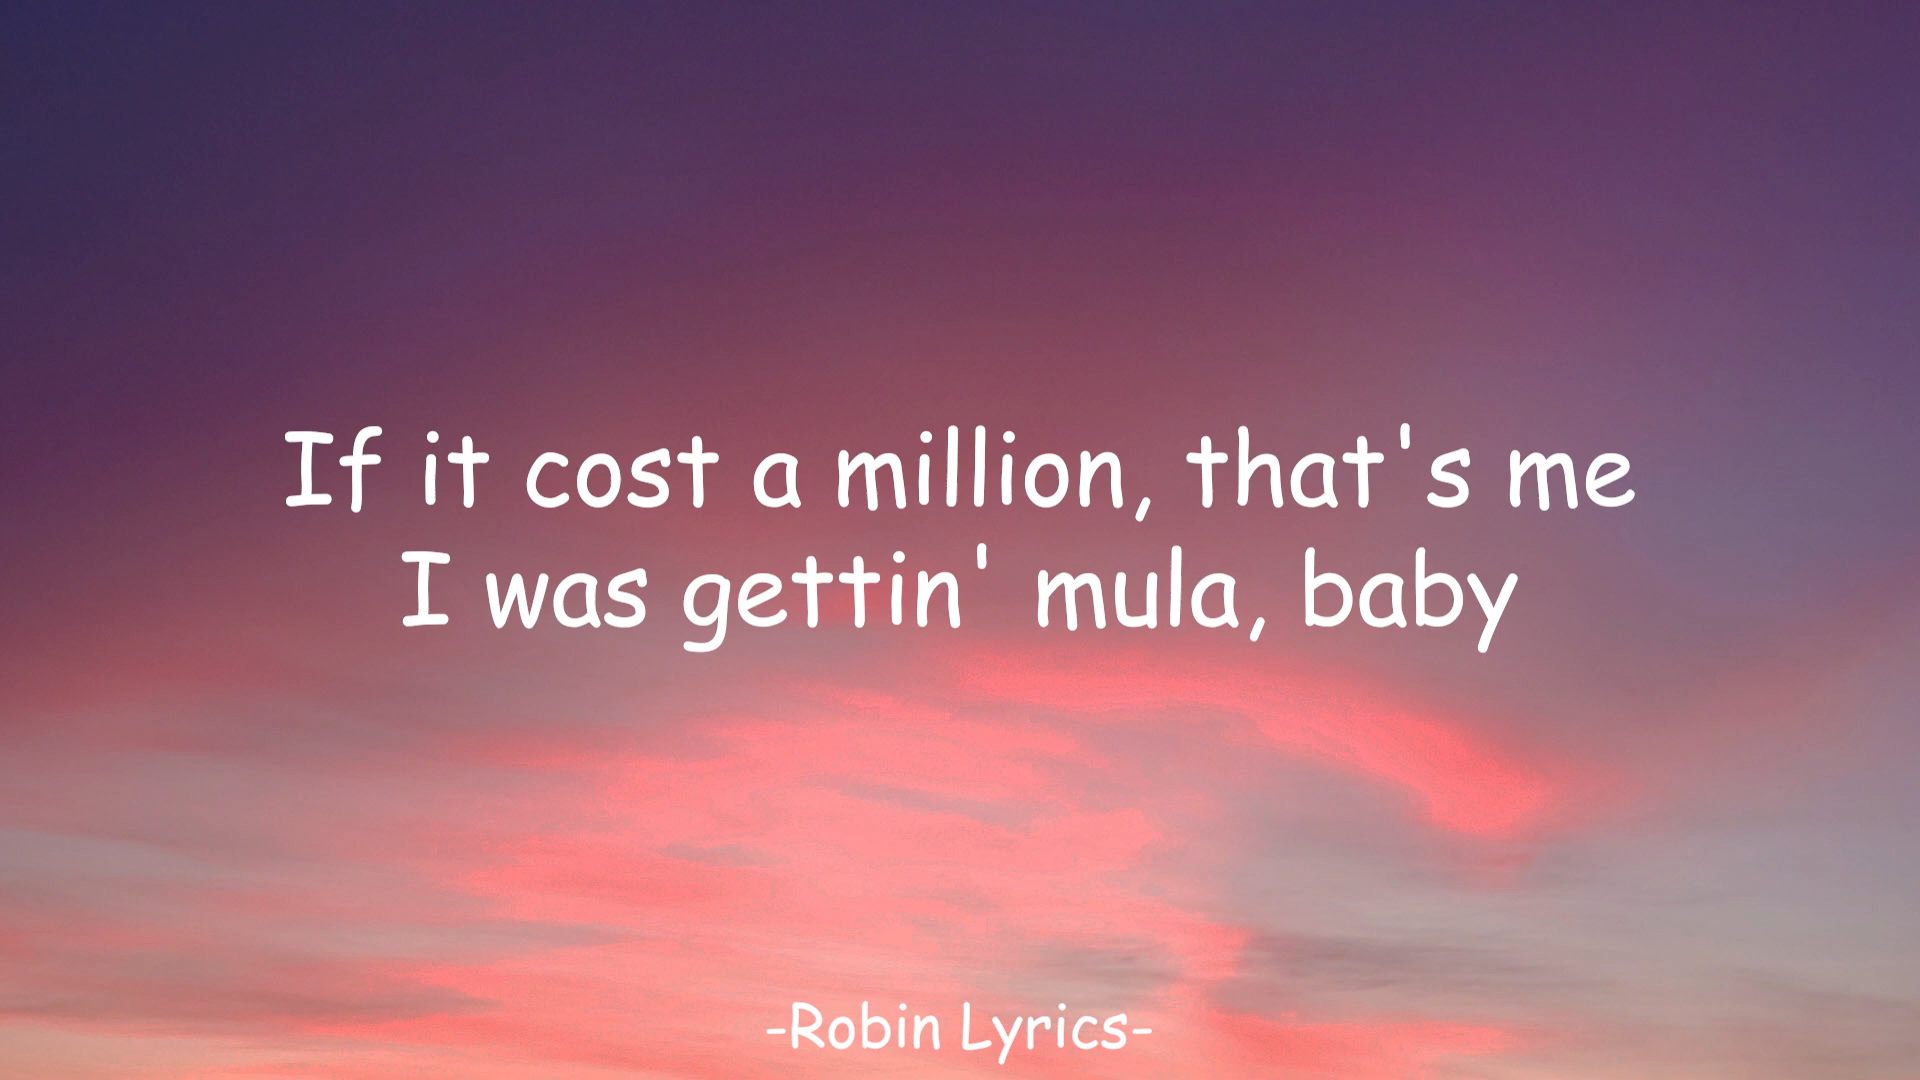 If it cost a million, that's me
I was gettin' mula, baby
-Robin Lyrics-